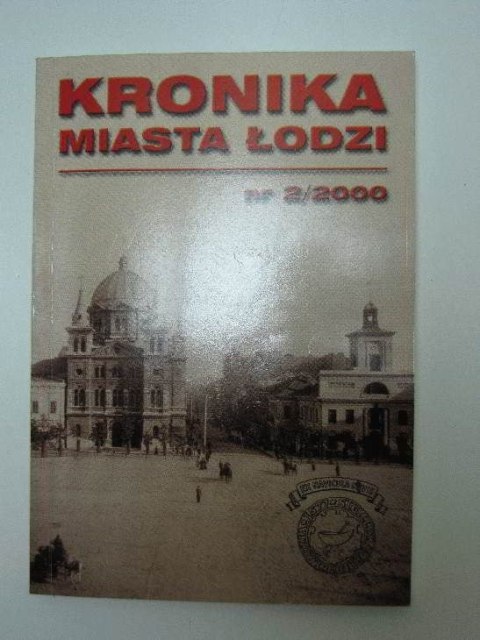 KRONIKA
MIASTA ŁODZI
nr 2/2000